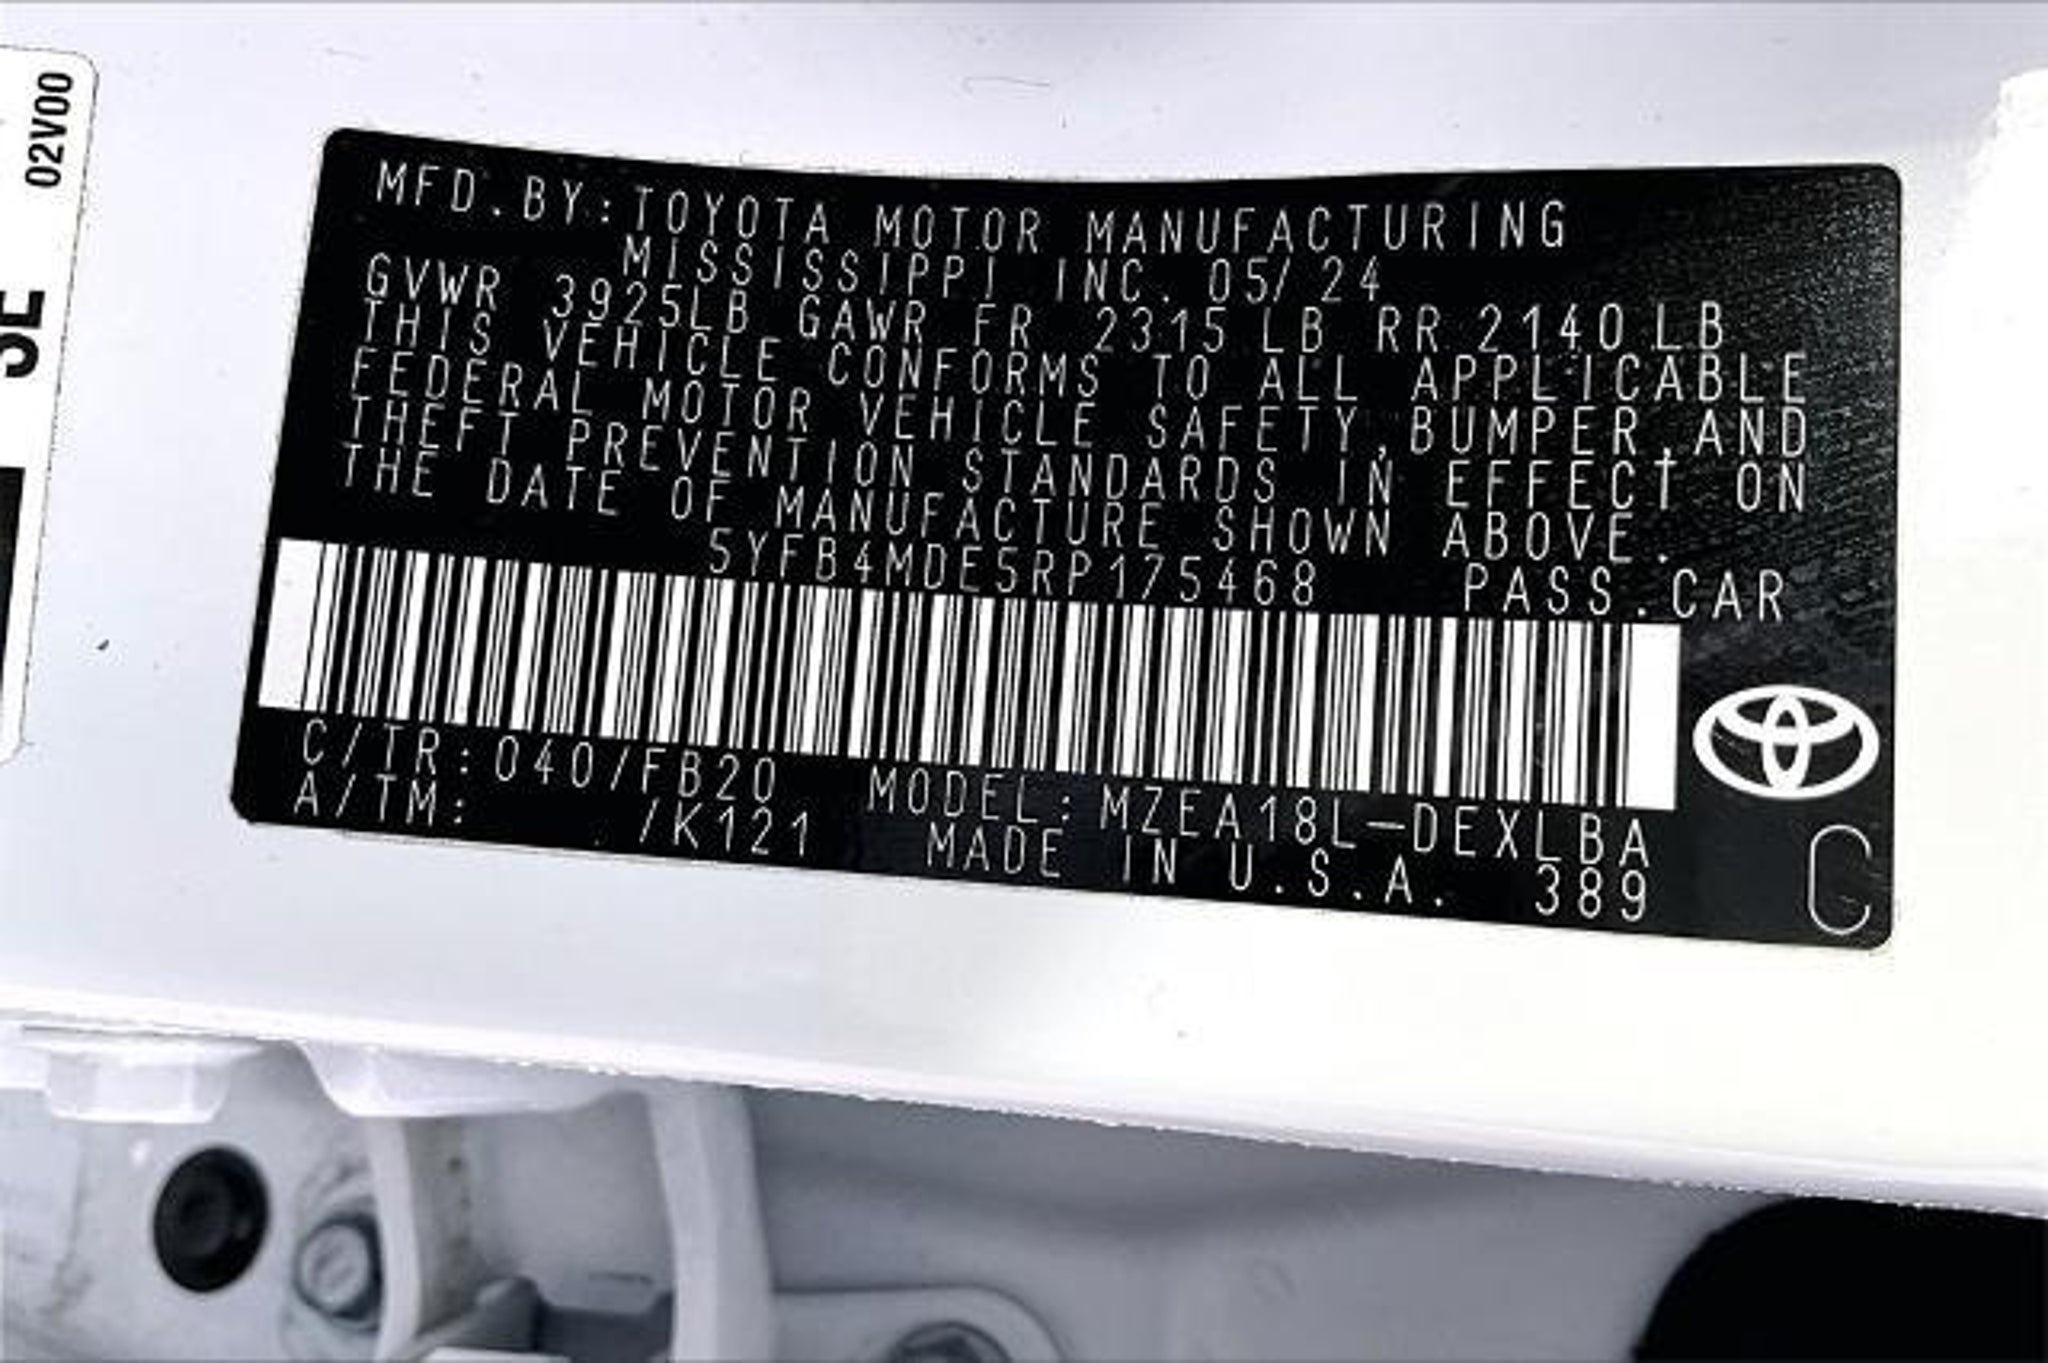 02V00
SE
MFD.BY:TOYOTA MOTOR MANUFACTURING
MISSISSIPPI INC. 05/24
GVWR 3925LB GAWR FR 2315 LB RR 2140 LB
THIS VEHICLE CONFORMS TO ALL APPLICABLE
FEDERAL MOTOR VEHICLE SAFETY,BUMPER,AND
THEFT PREVENTION STANDARDS IN EFFECT ON
THE DATE OF MANUFACTURE SHOWN ABOVE.
5YFB4MDE5RP175468 PASS.CAR
C/TR:040/FB20 MODEL:MZEA18L-DEXLBA
A/TM: /K121 MADE IN U.S.A. 389
C